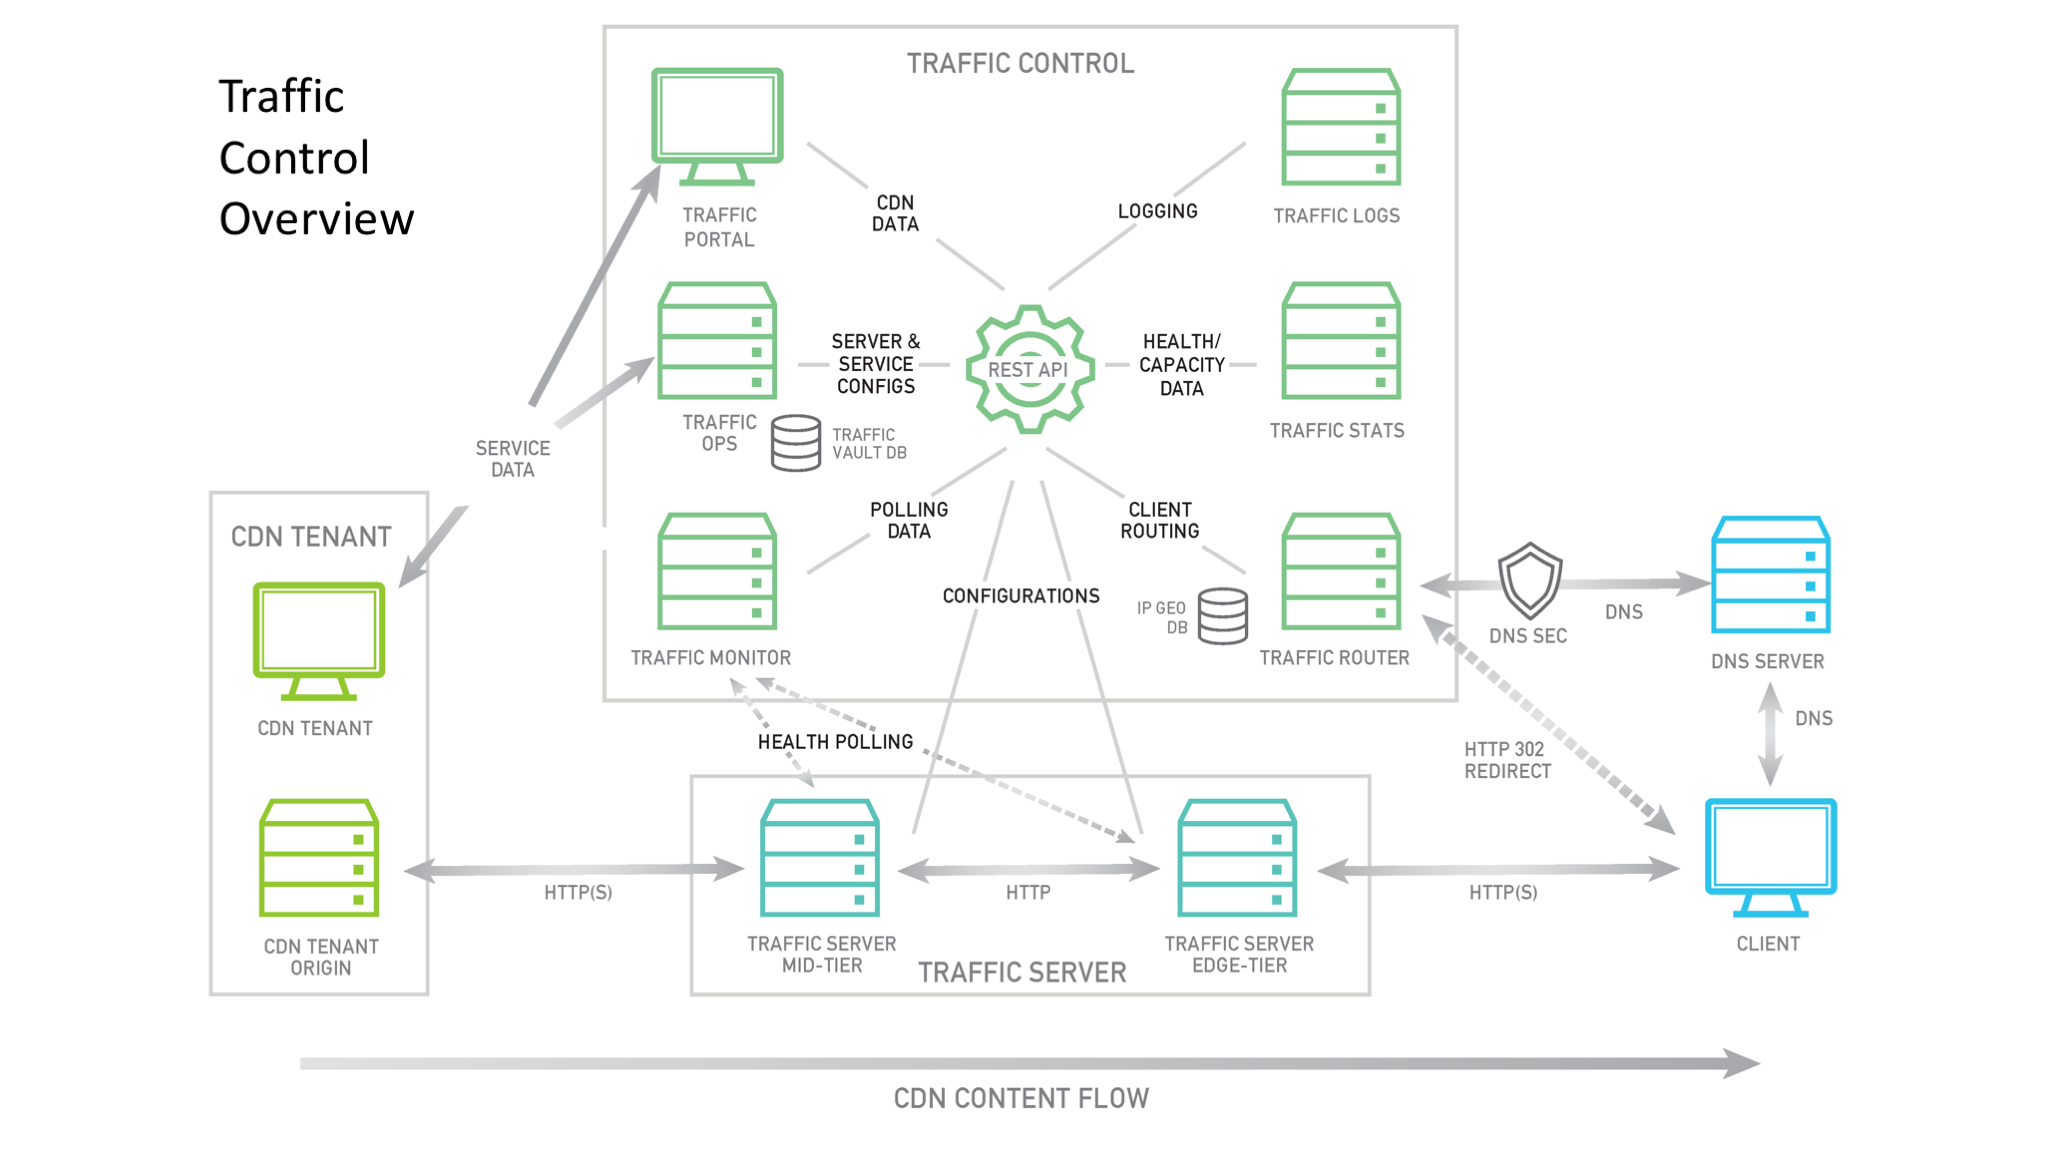 Traffic
Control
Overview
TRAFFIC CONTROL
TRAFFIC
PORTAL
CDN
DATA
LOGGING
TRAFFIC LOGS
SERVER &
SERVICE
CONFIGS
REST API
HEALTH/
CAPACITY
DATA
TRAFFIC
OPS
TRAFFIC
VAULT DB
TRAFFIC STATS
SERVICE
DATA
POLLING
DATA
CLIENT
ROUTING
CONFIGURATIONS
IP GEO
DB
TRAFFIC MONITOR
TRAFFIC ROUTER
DNS SEC
DNS
DNS SERVER
DNS
CDN TENANT
CDN TENANT
HEALTH POLLING
HTTP 302
REDIRECT
HTTP(S)
HTTP
HTTP(S)
CDN TENANT
ORIGIN
TRAFFIC SERVER
MID-TIER
TRAFFIC SERVER
TRAFFIC SERVER
EDGE-TIER
CLIENT
CDN CONTENT FLOW